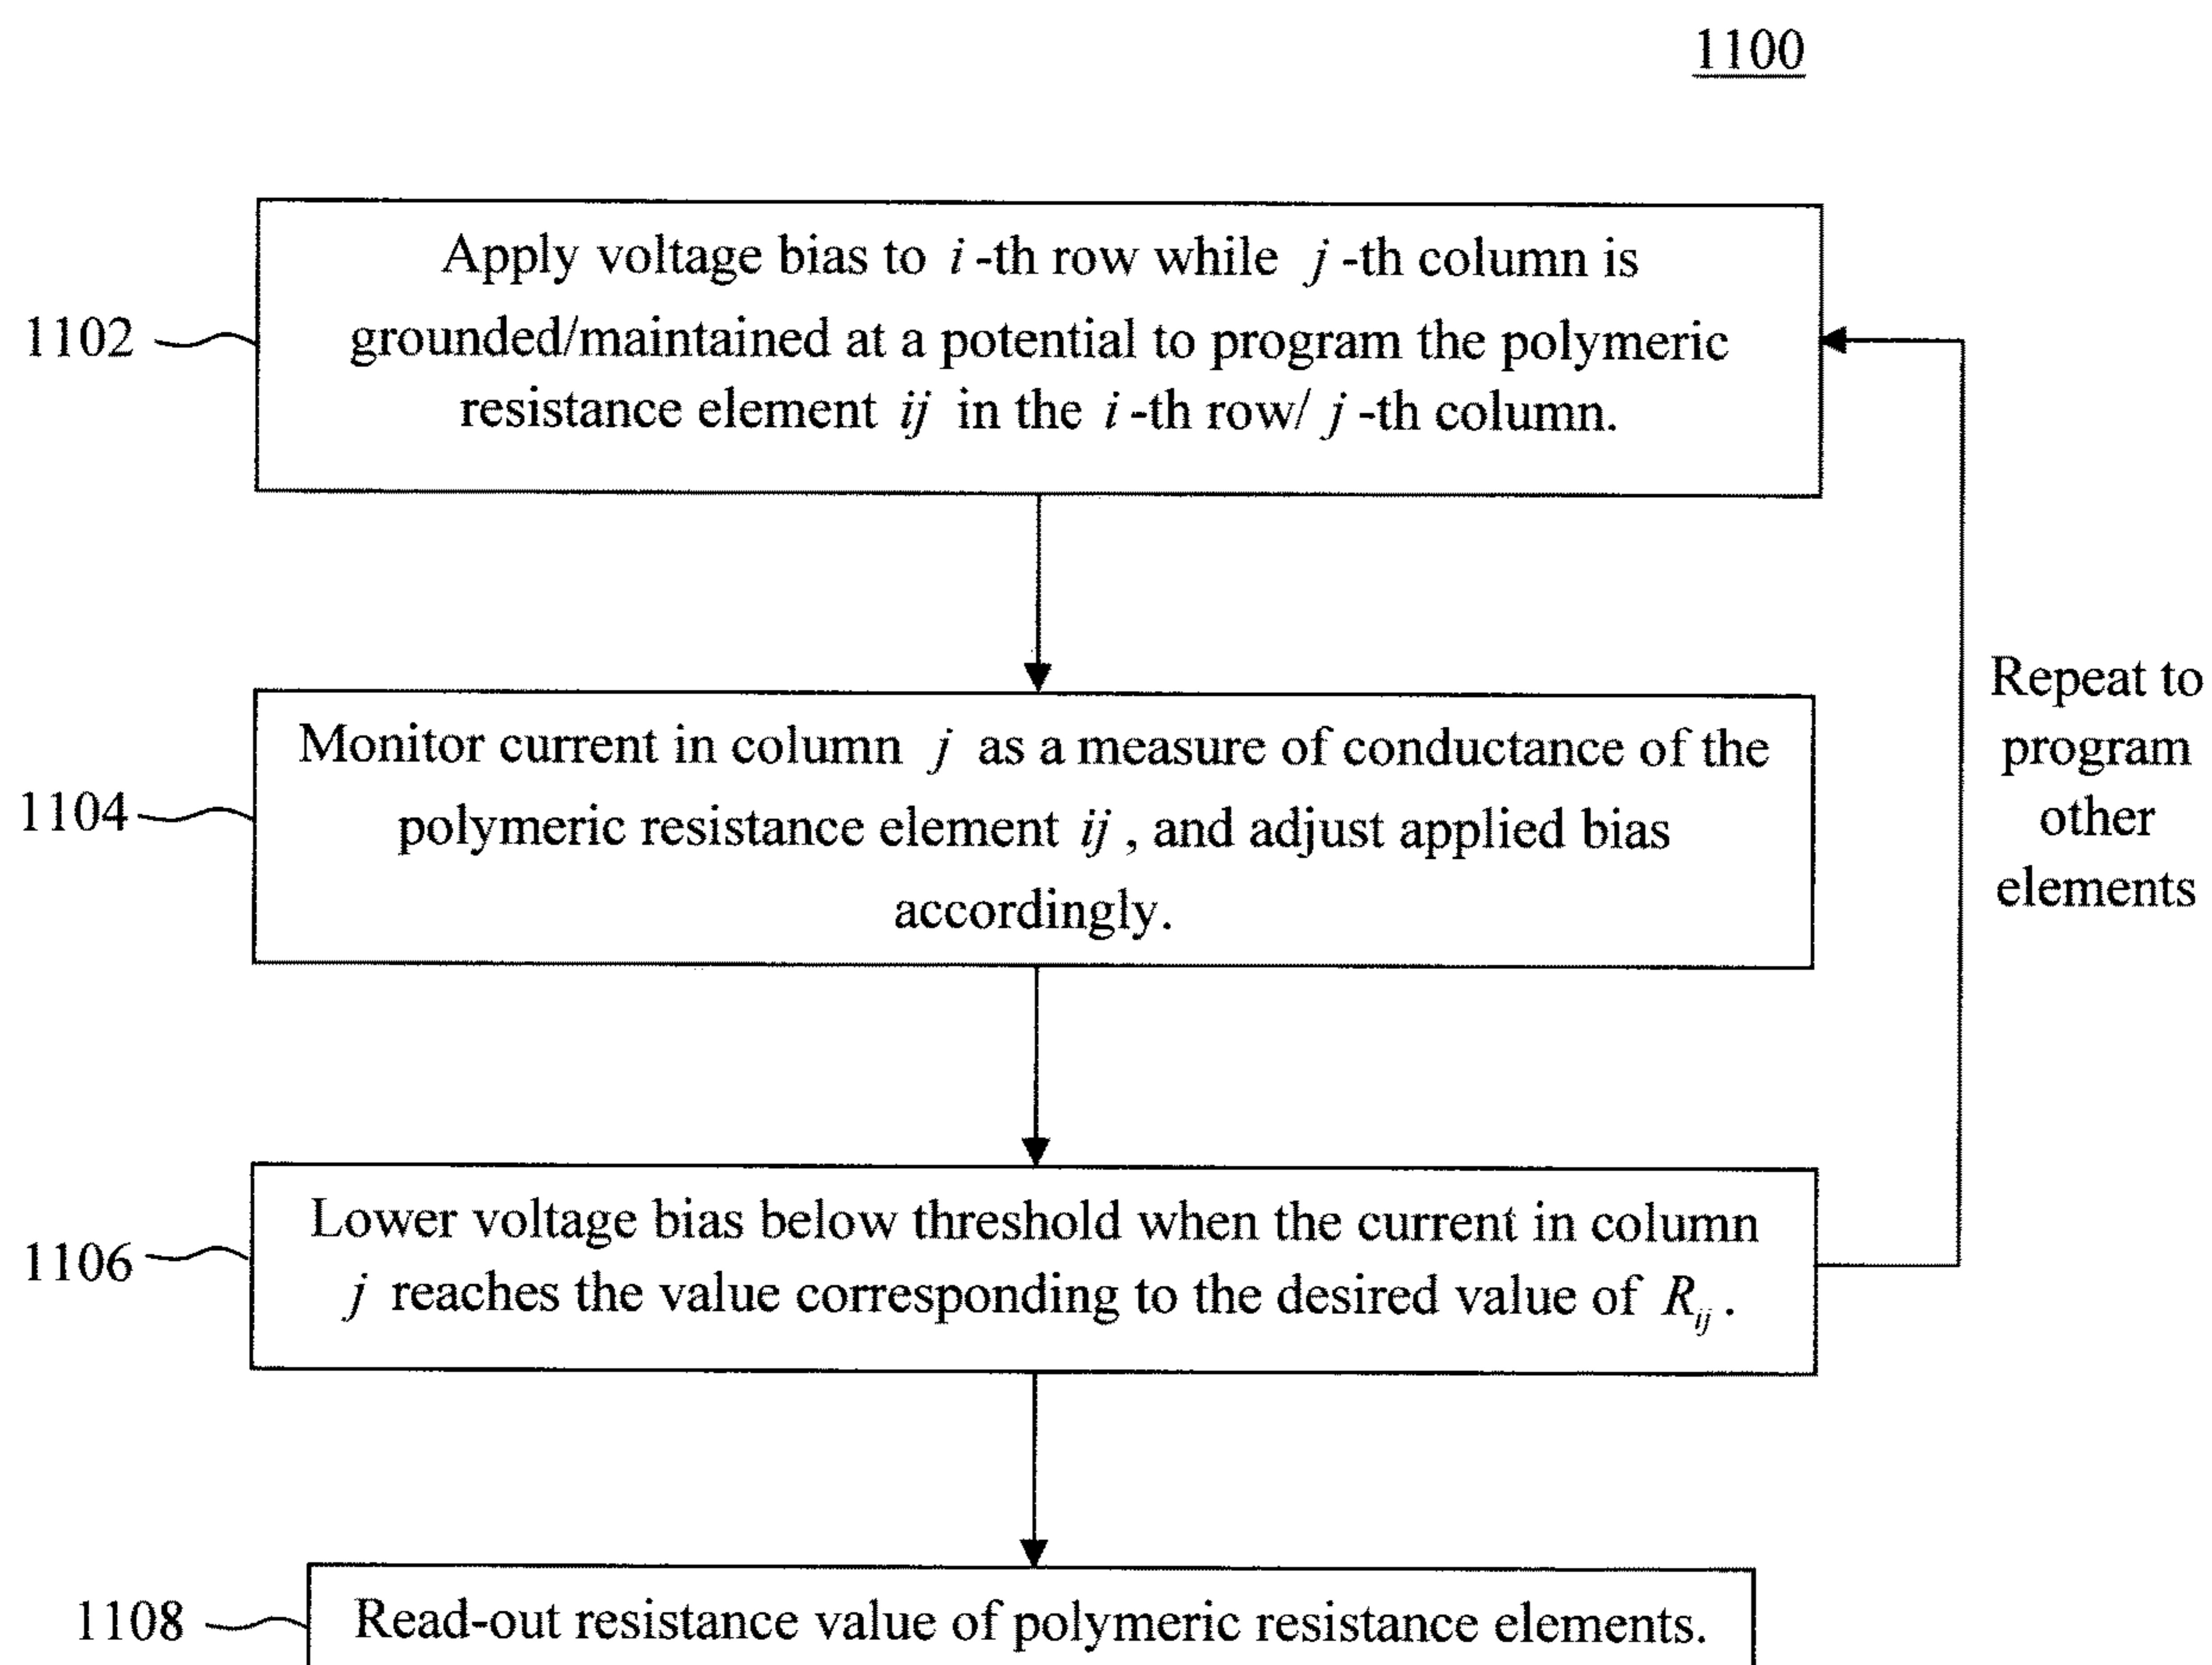 1100
1102
Apply voltage bias to i-th row while j-th column is
grounded/maintained at a potential to program the polymeric
resistance element ij in the i-th row/ j-th column.
1104
Monitor current in column j as a measure of conductance of the
polymeric resistance element ij, and adjust applied bias
accordingly.
Repeat to
program
other
elements
1106
Lower voltage bias below threshold when the current in column
j reaches the value corresponding to the desired value of R_ij.
1108
Read-out resistance value of polymeric resistance elements.